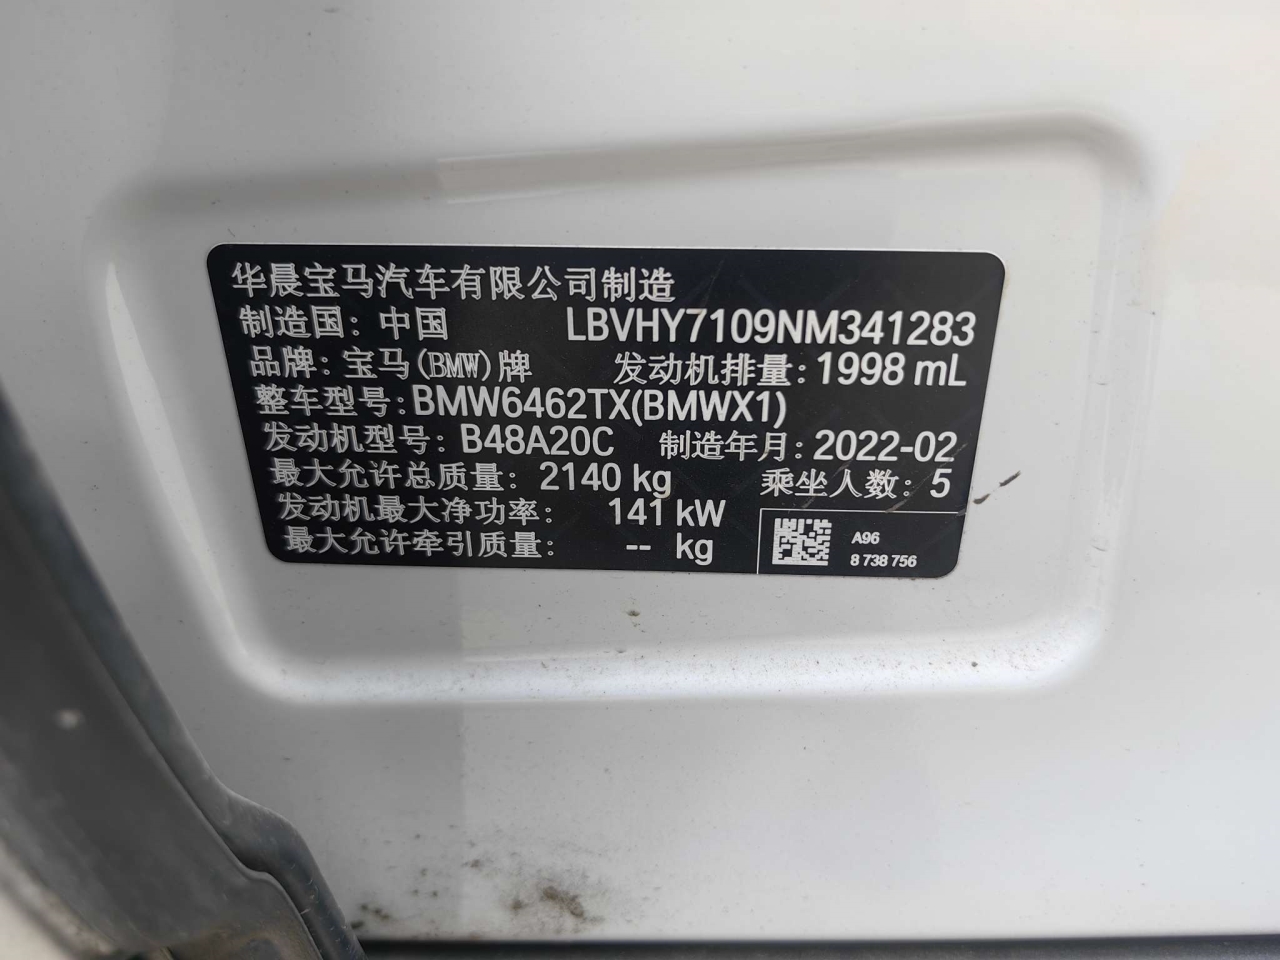 华晨宝马汽车有限公司制造
制造国：中国 LBVHY7109NM341283
品牌：宝马(BMW)牌 发动机排量：1998 mL
整车型号：BMW6462TX(BMWX1)
发动机型号：B48A20C 制造年月：2022-02
最大允许总质量：2140 kg 乘坐人数：5
发动机最大净功率：141 kW
最大允许牵引质量：-- kg
A96
8 738 756